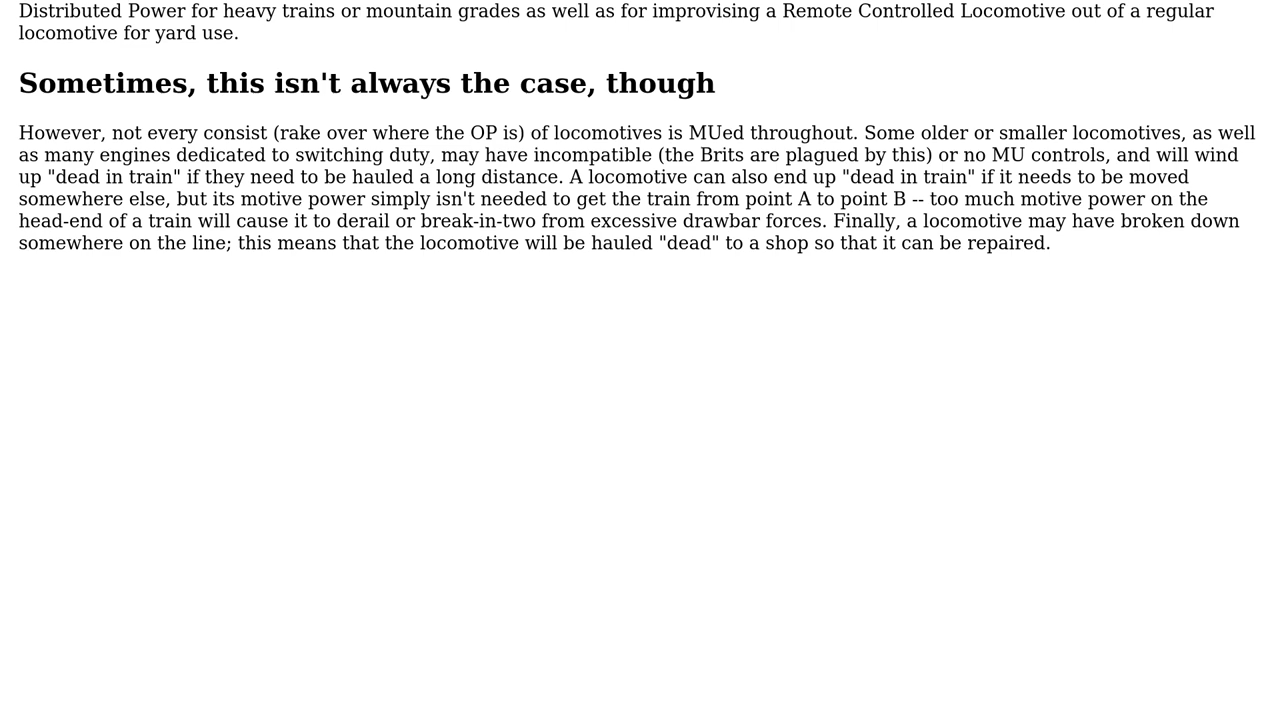 Distributed Power for heavy trains or mountain grades as well as for improvising a Remote Controlled Locomotive out of a regular
locomotive for yard use.
Sometimes, this isn't always the case, though
However, not every consist (rake over where the OP is) of locomotives is MUed throughout. Some older or smaller locomotives, as well
as many engines dedicated to switching duty, may have incompatible (the Brits are plagued by this) or no MU controls, and will wind
up "dead in train" if they need to be hauled a long distance. A locomotive can also end up "dead in train" if it needs to be moved
somewhere else, but its motive power simply isn't needed to get the train from point A to point B -- too much motive power on the
head-end of a train will cause it to derail or break-in-two from excessive drawbar forces. Finally, a locomotive may have broken down
somewhere on the line; this means that the locomotive will be hauled "dead" to a shop so that it can be repaired.